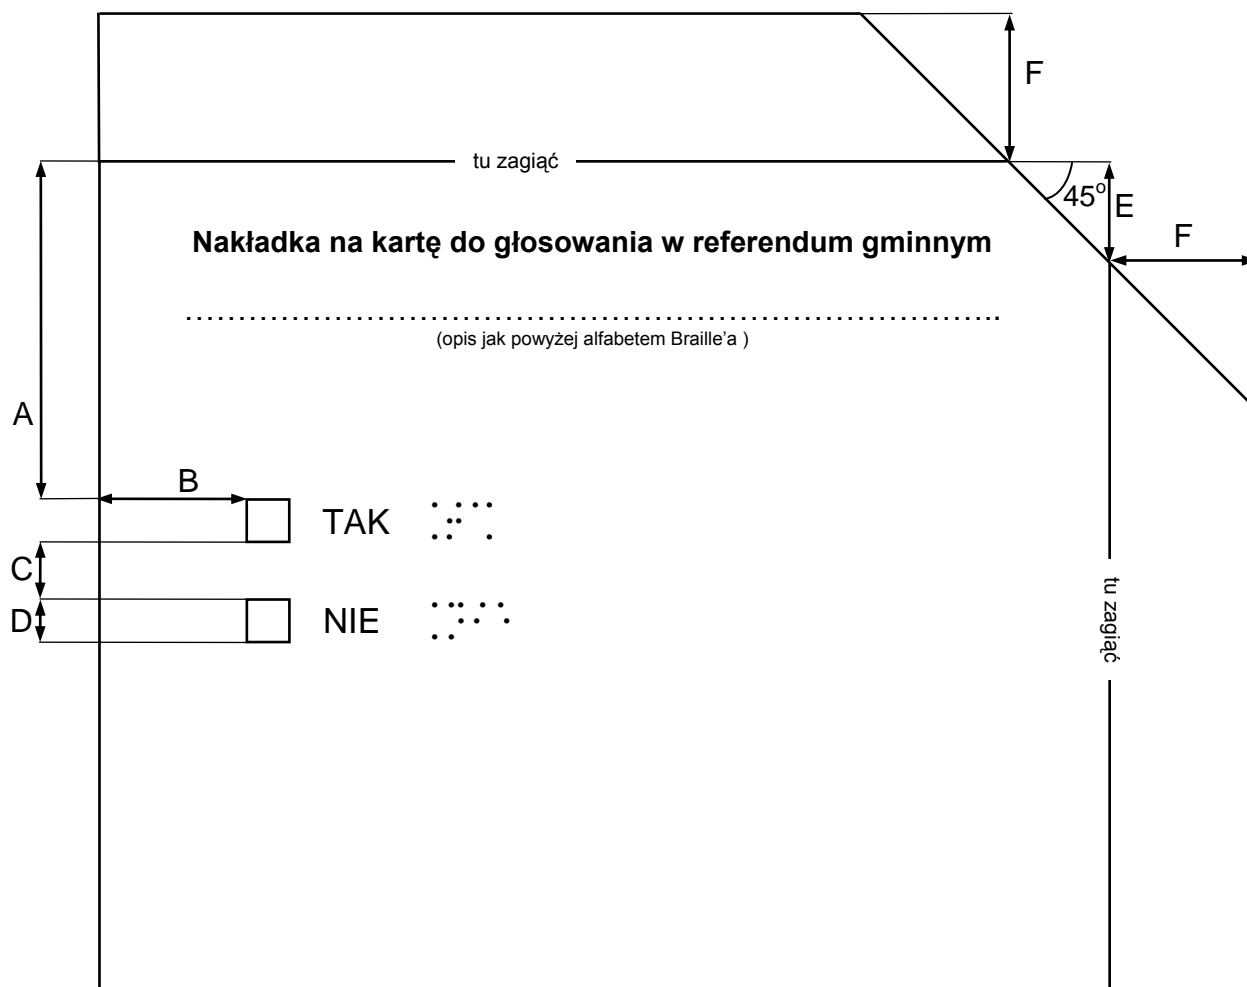 F
tu zagiąć
45° E
F
Nakładka na kartę do głosowania w referendum gminnym
(opis jak powyżej alfabetem Braille’a )
A
B
TAK ⠨⠞⠁⠅
C
D
NIE ⠨⠝⠊⠑
tu zagiąć